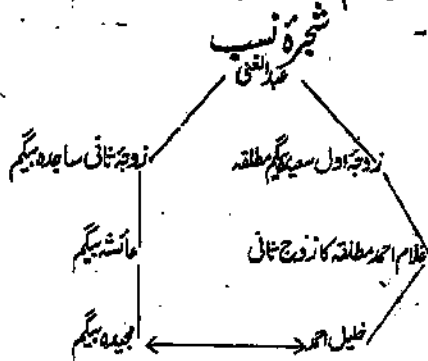 شجرۂ نسب
عبدالغنی
زوجۂ اول سعیدہ بیگم مطلقہ
زوجۂ ثانی ساجدہ بیگم
غلام احمد مطلقہ کا زوج ثانی
عائشہ بیگم
خلیل احمد
مجیدہ بیگم